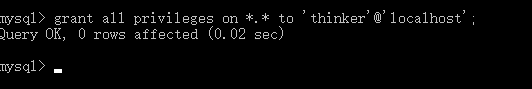 mysql> grant all privileges on *.* to 'thinker'@'localhost';
Query OK, 0 rows affected (0.02 sec)
mysql> _